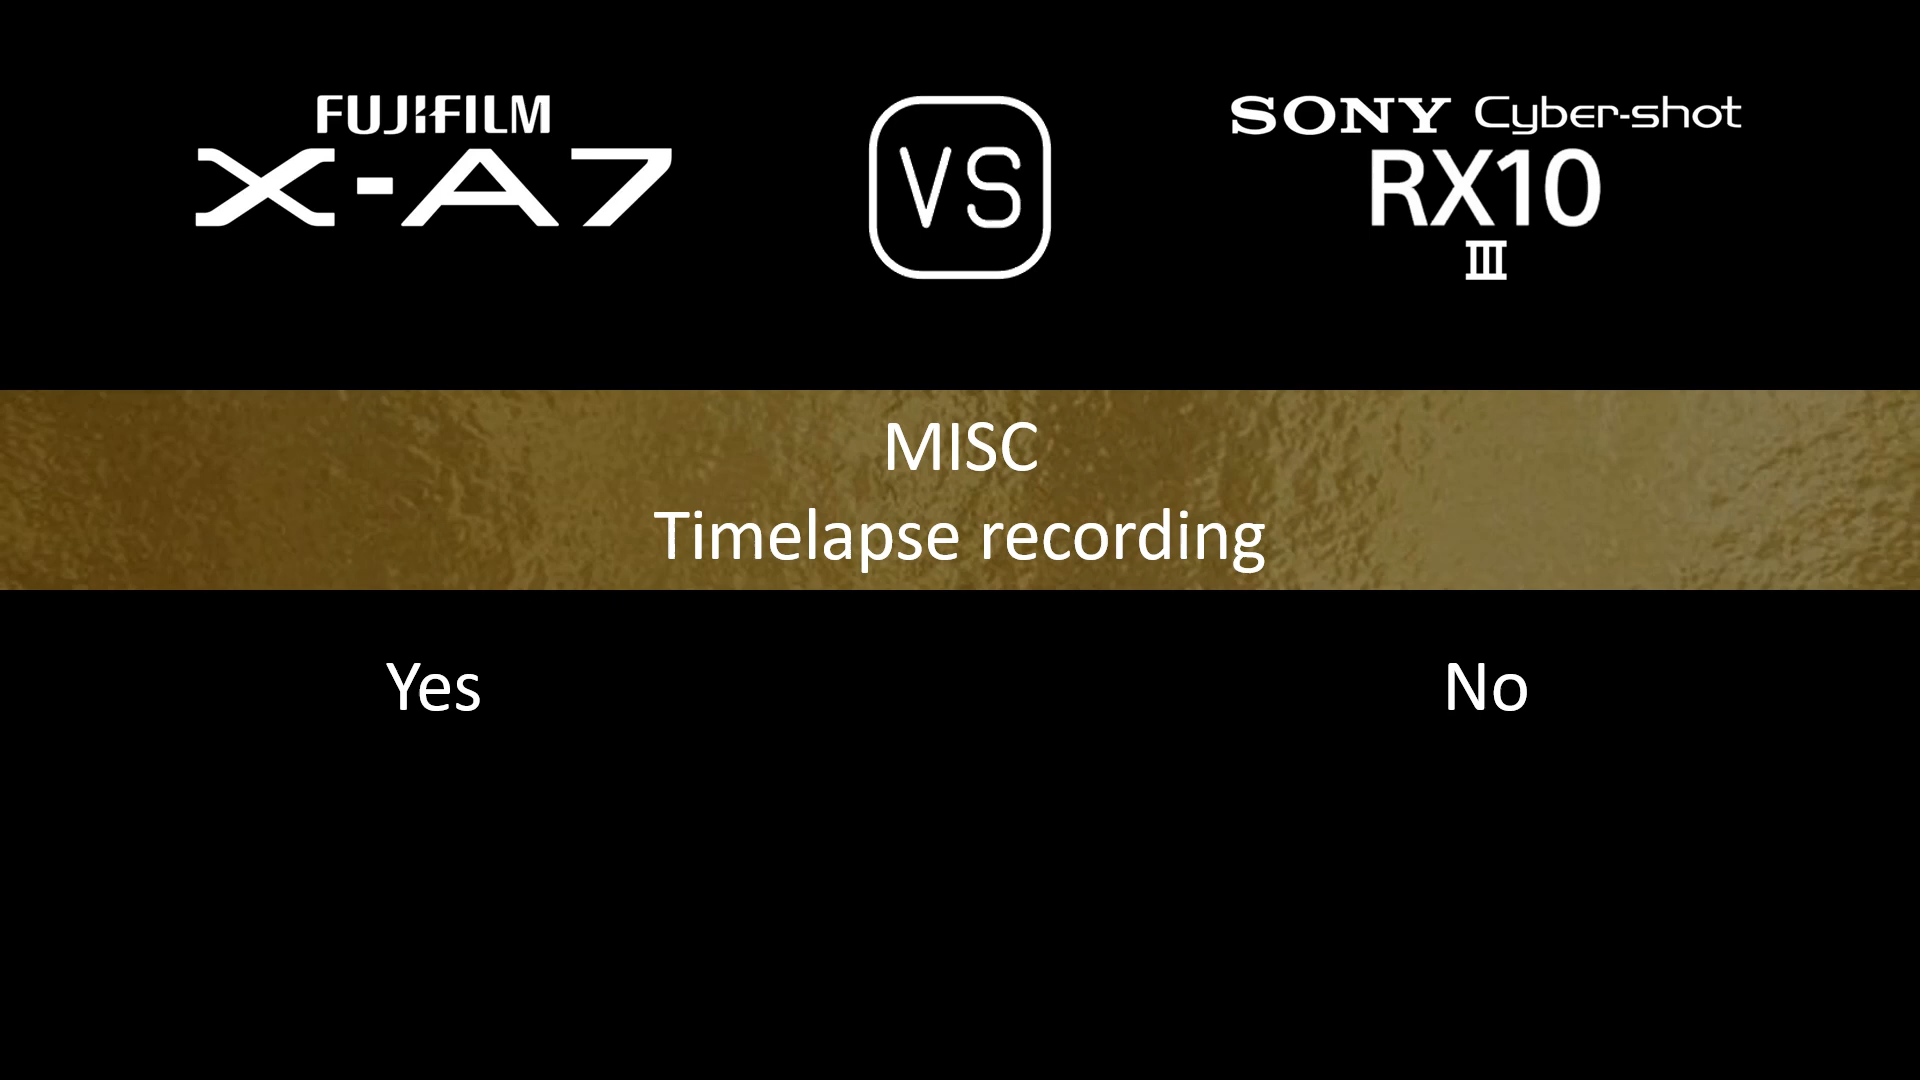 FUJIFILM
X-A7
VS
SONY Cyber-shot
RX10
III
MISC
Timelapse recording
Yes
No